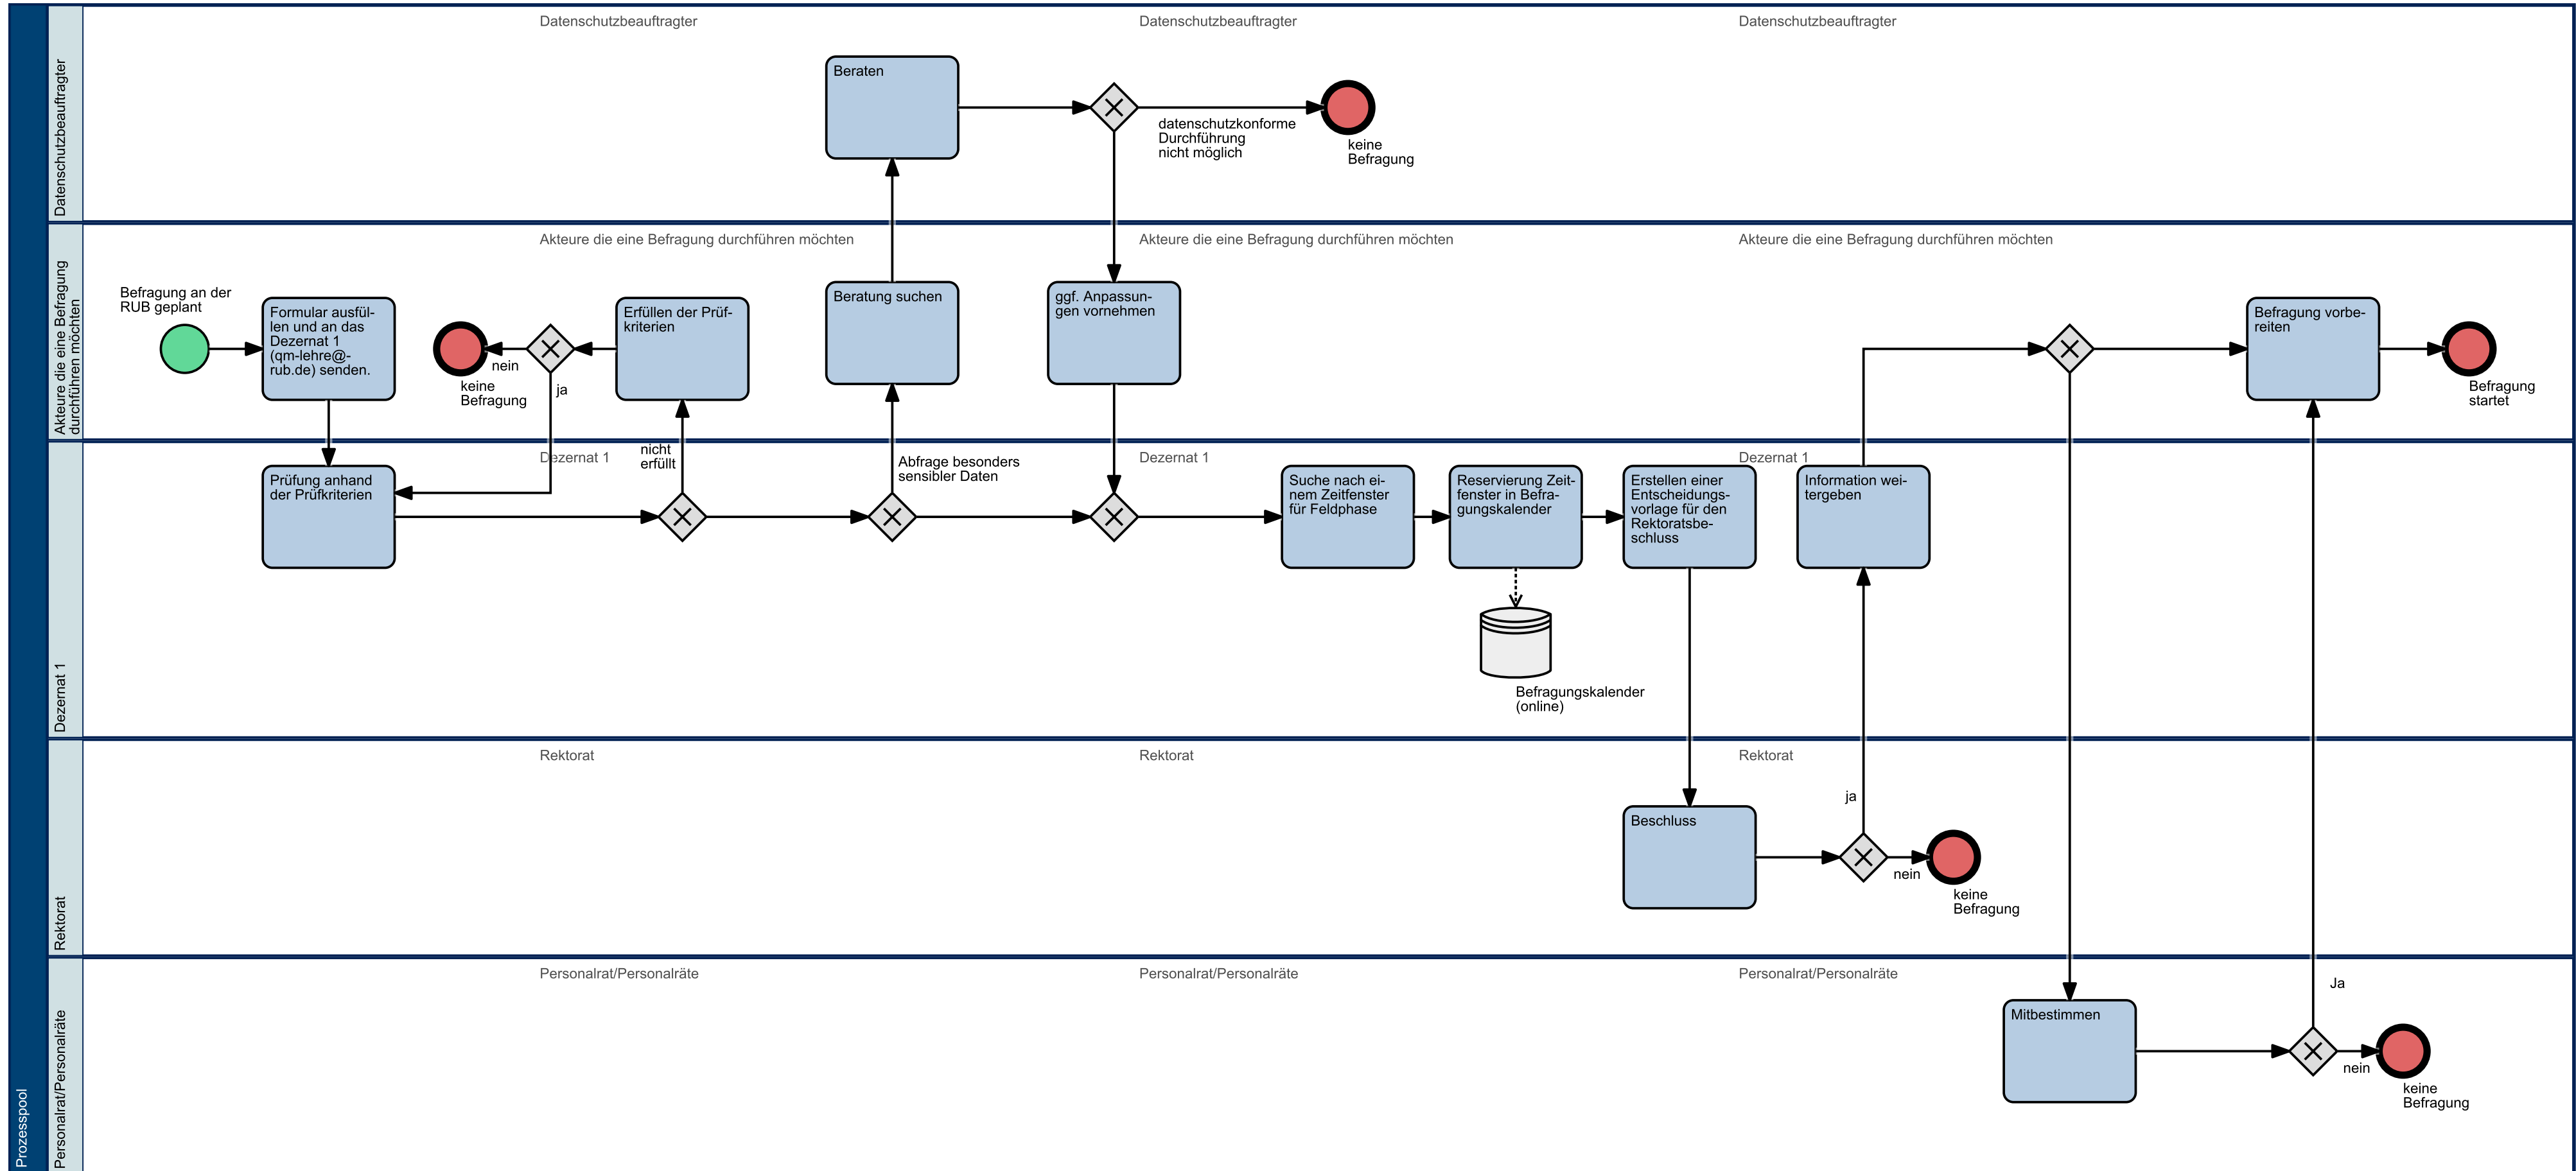 Prozesspool
Datenschutzbeauftragter
Datenschutzbeauftragter
Datenschutzbeauftragter
Datenschutzbeauftragter
Beraten
datenschutzkonforme
Durchführung
nicht möglich
keine
Befragung
Akteure die eine Befragung
durchführen möchten
Akteure die eine Befragung durchführen möchten
Akteure die eine Befragung durchführen möchten
Akteure die eine Befragung durchführen möchten
Befragung an der
RUB geplant
Formular ausfül-
len und an das
Dezernat 1
(qm-lehre@-
rub.de) senden.
keine
Befragung
nein
ja
Erfüllen der Prüf-
kriterien
nicht
erfüllt
Beratung suchen
ggf. Anpassun-
gen vornehmen
Befragung vorbe-
reiten
Befragung
startet
Dezernat 1
Dezernat 1
Dezernat 1
Dezernat 1
Prüfung anhand
der Prüfkriterien
Abfrage besonders
sensibler Daten
Suche nach ei-
nem Zeitfenster
für Feldphase
Reservierung Zeit-
fenster in Befra-
gungskalender
Erstellen einer
Entscheidungs-
vorlage für den
Rektoratsbe-
schluss
Information wei-
tergeben
Befragungskalender
(online)
Rektorat
Rektorat
Rektorat
Rektorat
Beschluss
ja
nein
keine
Befragung
Personalrat/Personalräte
Personalrat/Personalräte
Personalrat/Personalräte
Personalrat/Personalräte
Mitbestimmen
Ja
nein
keine
Befragung